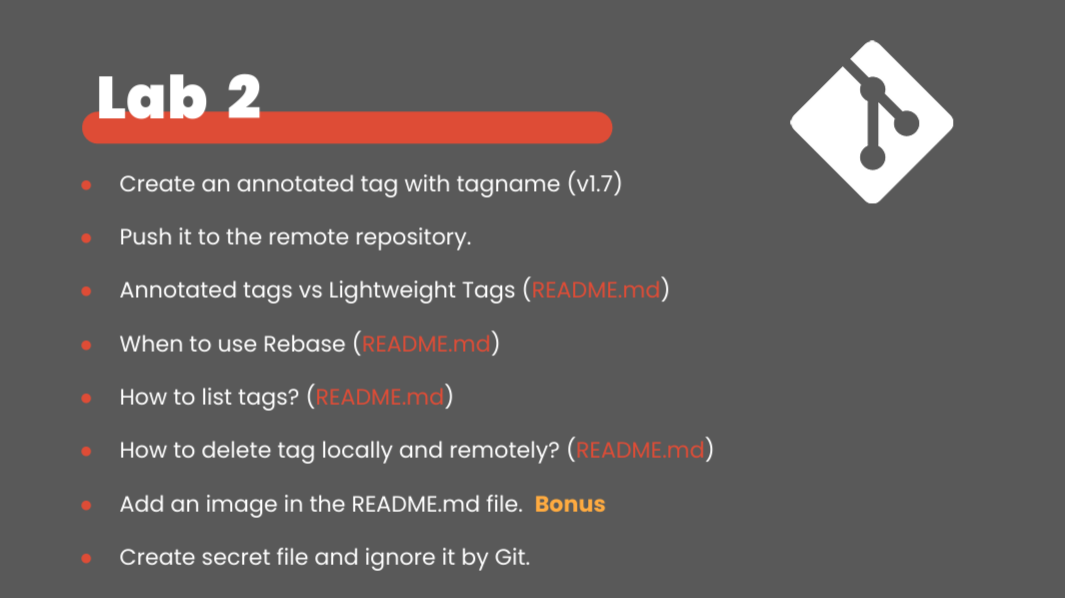 Lab 2
Create an annotated tag with tagname (v1.7)
Push it to the remote repository.
Annotated tags vs Lightweight Tags (README.md)
When to use Rebase (README.md)
How to list tags? (README.md)
How to delete tag locally and remotely? (README.md)
Add an image in the README.md file. Bonus
Create secret file and ignore it by Git.